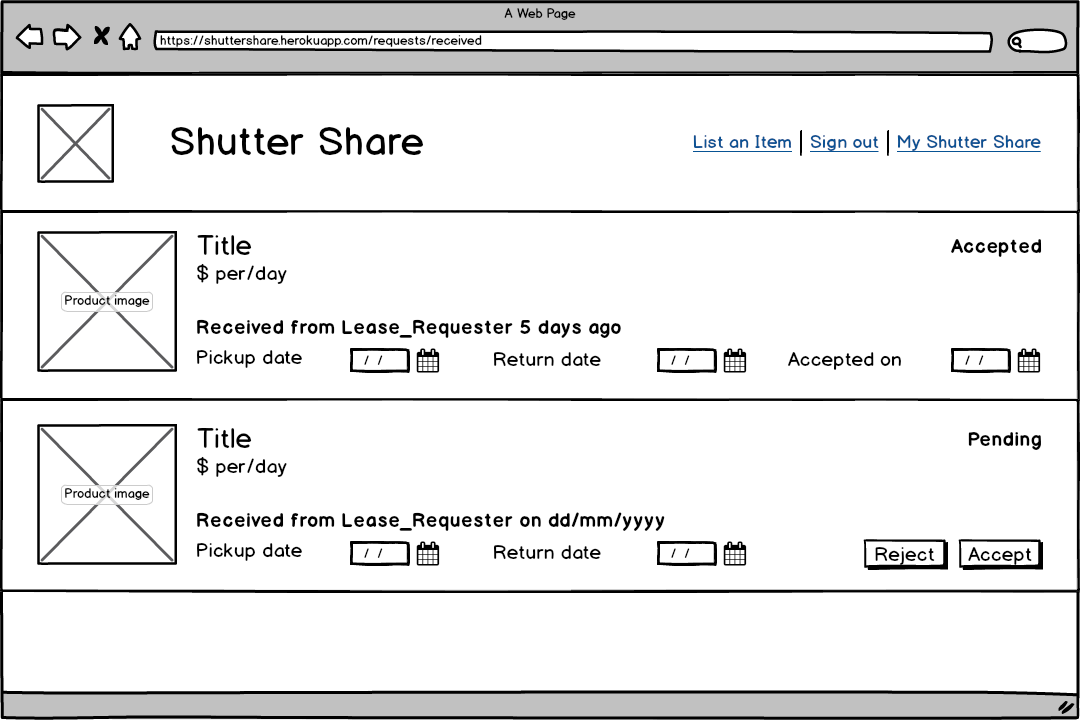 A Web Page
https://shuttershare.herokuapp.com/requests/received
Shutter Share
List an Item | Sign out | My Shutter Share
Product image
Title
Accepted
$ per/day
Received from Lease_Requester 5 days ago
Pickup date / / Return date / / Accepted on / /
Product image
Title
Pending
$ per/day
Received from Lease_Requester on dd/mm/yyyy
Pickup date / / Return date / / Reject Accept